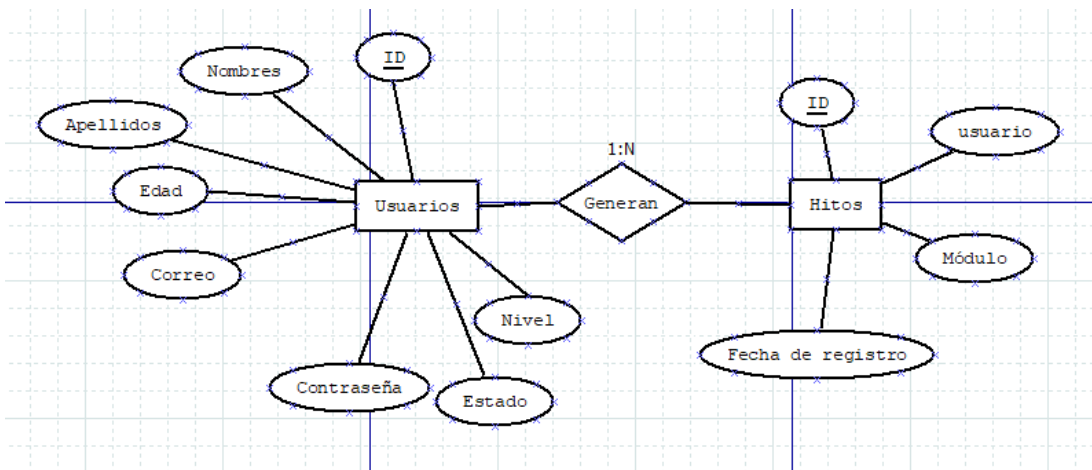 ID
Nombres
Apellidos
Edad
Correo
Usuarios
Contraseña
Estado
Nivel
1:N
Generan
ID
usuario
Hitos
Módulo
Fecha de registro